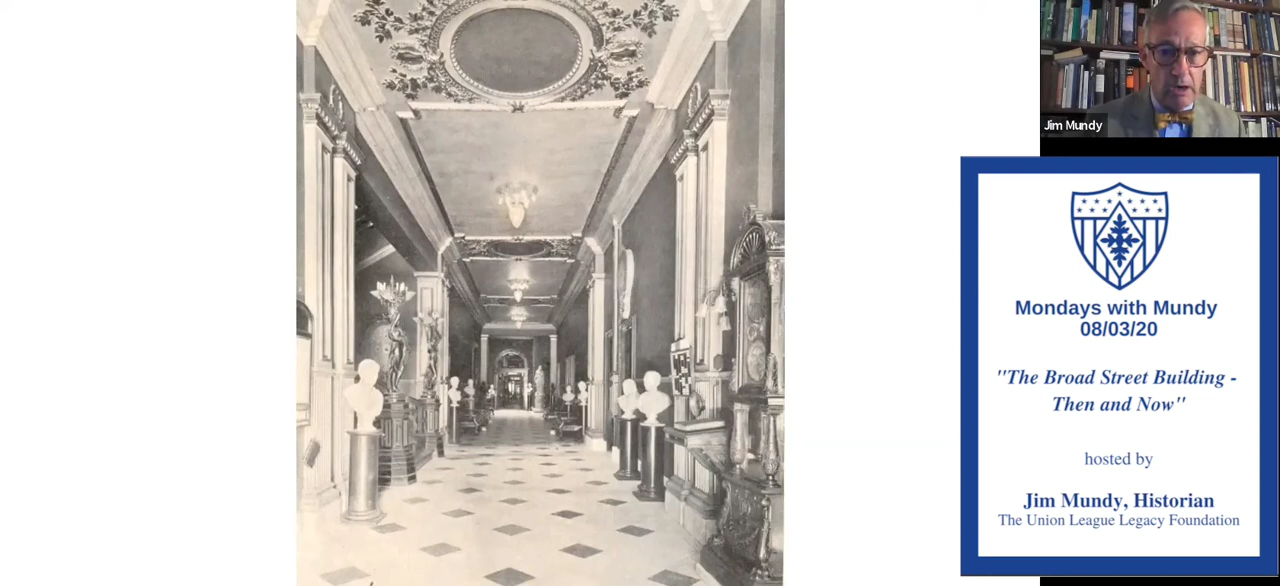 Jim Mundy
Mondays with Mundy
08/03/20
"The Broad Street Building -
Then and Now"
hosted by
Jim Mundy, Historian
The Union League Legacy Foundation